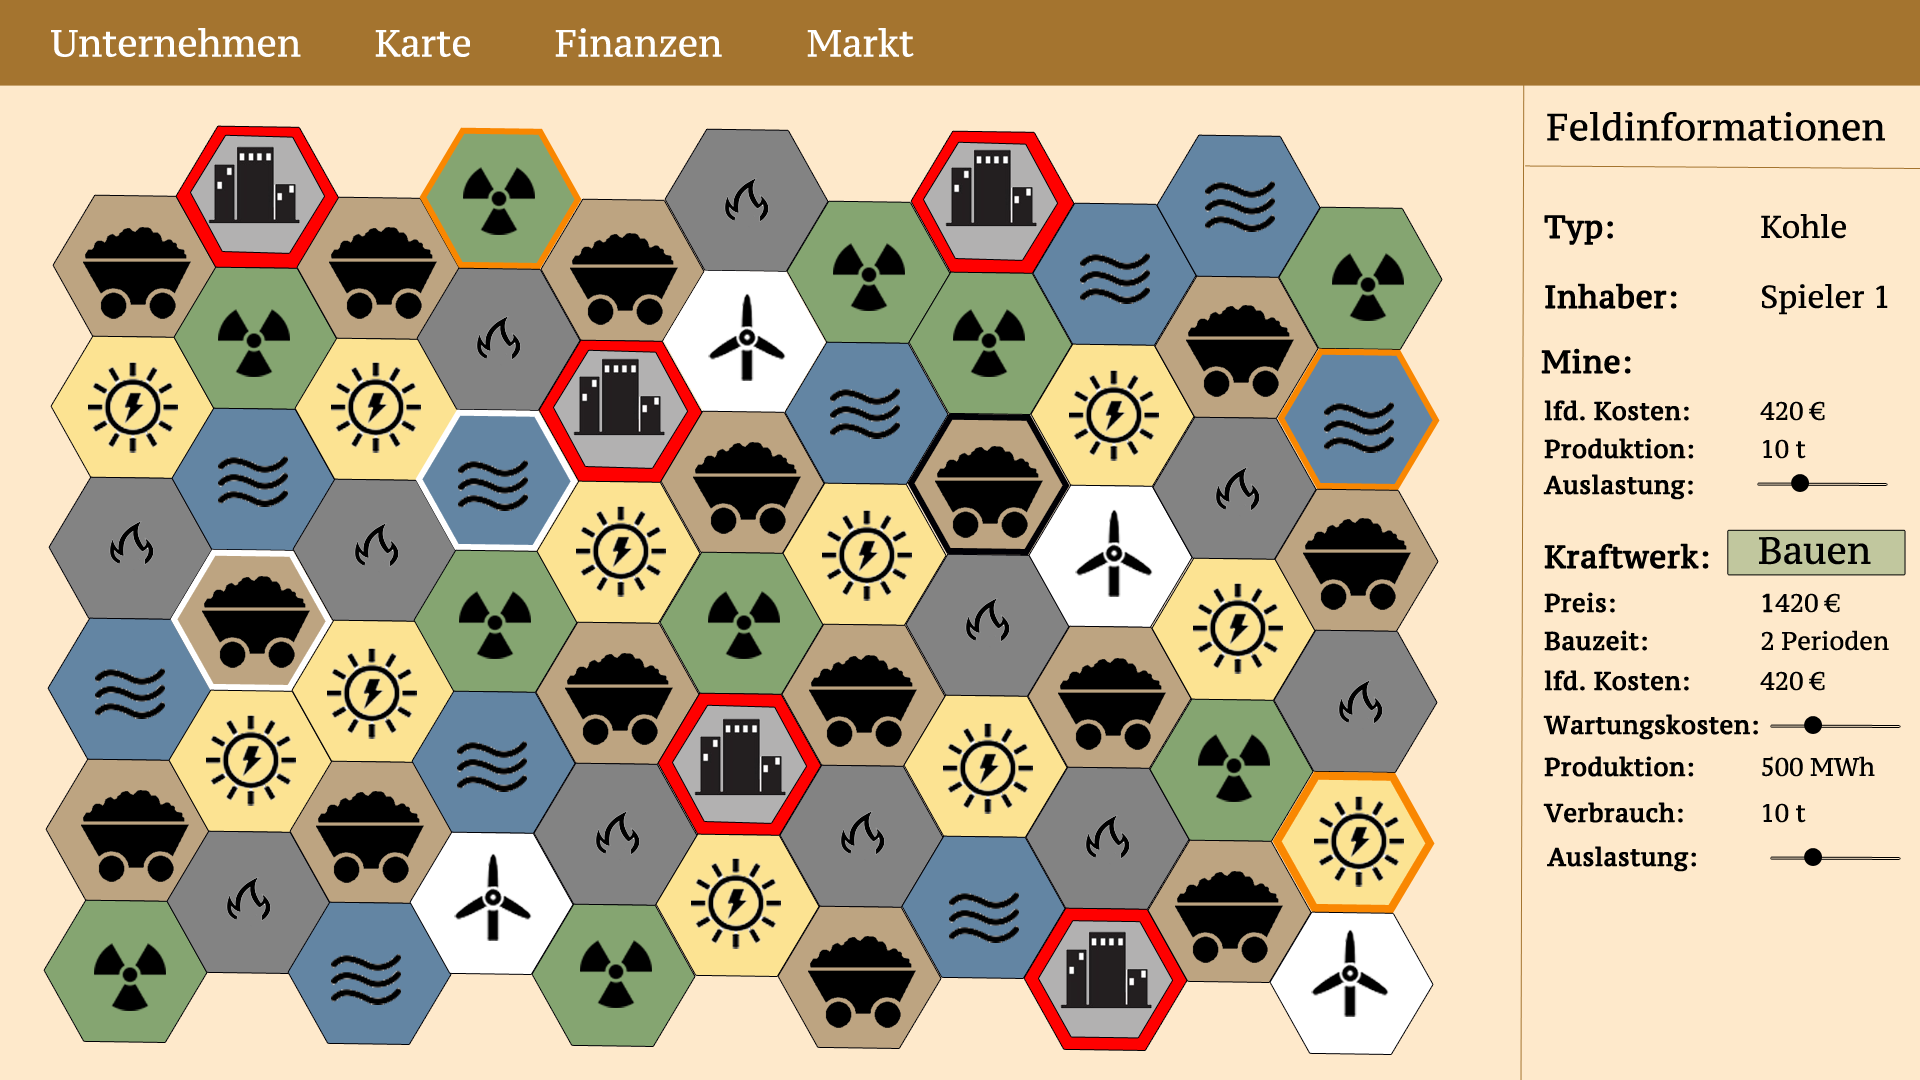 Unternehmen Karte Finanzen Markt
Feldinformationen
Typ: Kohle
Inhaber: Spieler 1
Mine:
lfd. Kosten: 420 €
Produktion: 10 t
Auslastung:
Kraftwerk: Bauen
Preis: 1420 €
Bauzeit: 2 Perioden
lfd. Kosten: 420 €
Wartungskosten:
Produktion: 500 MWh
Verbrauch: 10 t
Auslastung: